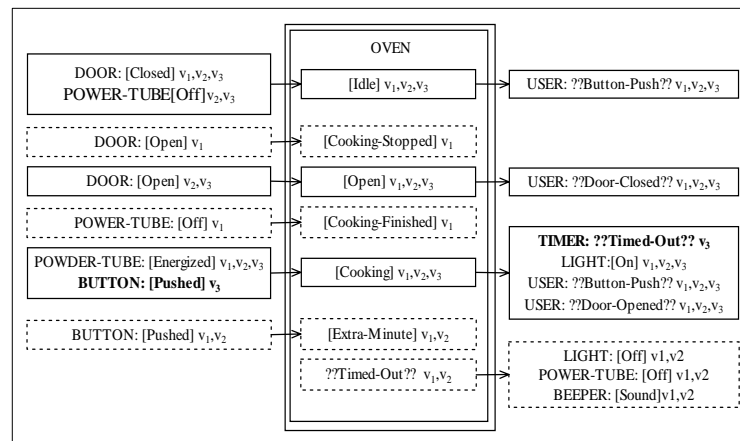 OVEN
DOOR: [Closed] v1,v2,v3
POWER-TUBE[Off]v2,v3
[Idle] v1,v2,v3
USER: ??Button-Push?? v1,v2,v3
DOOR: [Open] v1
[Cooking-Stopped] v1
DOOR: [Open] v2,v3
[Open] v1,v2,v3
USER: ??Door-Closed?? v1,v2,v3
POWER-TUBE: [Off] v1
[Cooking-Finished] v1
POWDER-TUBE: [Energized] v1,v2,v3
BUTTON: [Pushed] v3
[Cooking] v1,v2,v3
TIMER: ??Timed-Out?? v3
LIGHT:[On] v1,v2,v3
USER: ??Button-Push?? v1,v2,v3
USER: ??Door-Opened?? v1,v2,v3
BUTTON: [Pushed] v1,v2
[Extra-Minute] v1,v2
??Timed-Out?? v1,v2
LIGHT: [Off] v1,v2
POWER-TUBE: [Off] v1,v2
BEEPER: [Sound]v1,v2